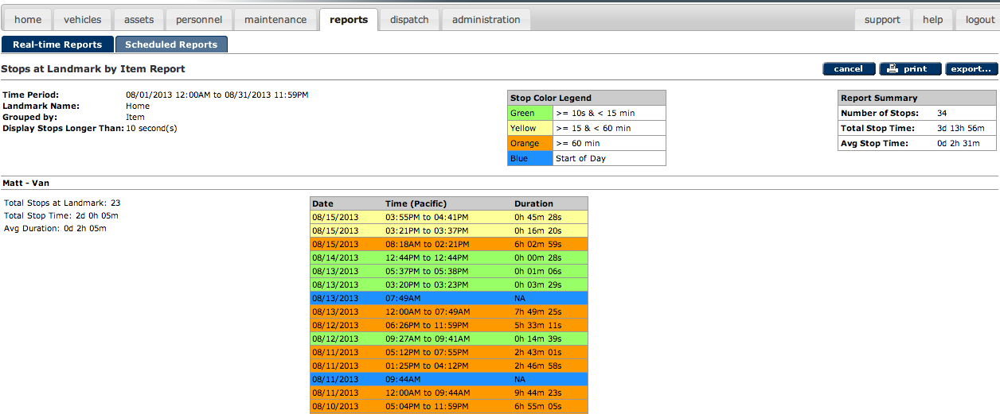 home vehicles assets personnel maintenance reports dispatch administration support help logout
Real-time Reports Scheduled Reports
Stops at Landmark by Item Report cancel print export...
Time Period: 08/01/2013 12:00AM to 08/31/2013 11:59PM
Landmark Name: Home
Grouped by: Item
Display Stops Longer Than: 10 second(s)
Stop Color Legend
Green >= 10s & < 15 min
Yellow >= 15 & < 60 min
Orange >= 60 min
Blue Start of Day
Report Summary
Number of Stops: 34
Total Stop Time: 3d 13h 56m
Avg Stop Time: 0d 2h 31m
Matt - Van
Total Stops at Landmark: 23
Total Stop Time: 2d 0h 05m
Avg Duration: 0d 2h 05m
Date Time (Pacific) Duration
08/15/2013 03:55PM to 04:41PM 0h 45m 28s
08/15/2013 03:21PM to 03:37PM 0h 16m 20s
08/15/2013 08:18AM to 02:21PM 6h 02m 59s
08/14/2013 12:44PM to 12:44PM 0h 00m 28s
08/13/2013 05:37PM to 05:38PM 0h 01m 06s
08/13/2013 03:20PM to 03:23PM 0h 03m 29s
08/13/2013 07:49AM NA
08/13/2013 12:00AM to 07:49AM 7h 49m 25s
08/12/2013 06:26PM to 11:59PM 5h 33m 11s
08/12/2013 09:27AM to 09:41AM 0h 14m 39s
08/11/2013 05:12PM to 07:55PM 2h 43m 01s
08/11/2013 01:25PM to 04:12PM 2h 46m 58s
08/11/2013 09:44AM NA
08/11/2013 12:00AM to 09:44AM 9h 44m 23s
08/10/2013 05:04PM to 11:59PM 6h 55m 05s